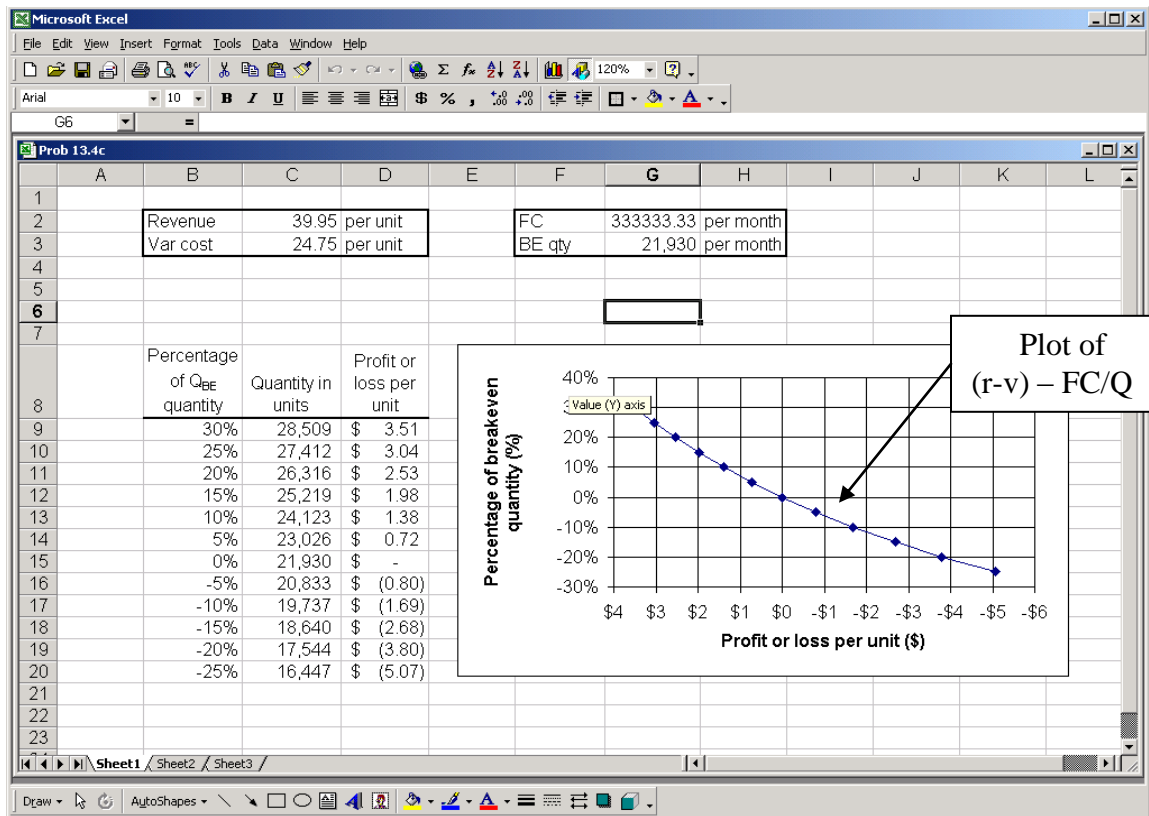 Microsoft Excel
File Edit View Insert Format Tools Data Window Help
120%
Arial 10 B I U $ % ,
G6 =
Prob 13.4c
A B C D E F G H I J K L
1
2 Revenue 39.95 per unit FC 333333.33 per month
3 Var cost 24.75 per unit BE qty 21,930 per month
4
5
6
7
8 Percentage of QBE quantity Quantity in units Profit or loss per unit
9 30% 28,509 $ 3.51
10 25% 27,412 $ 3.04
11 20% 26,316 $ 2.53
12 15% 25,219 $ 1.98
13 10% 24,123 $ 1.38
14 5% 23,026 $ 0.72
15 0% 21,930 $ -
16 -5% 20,833 $ (0.80)
17 -10% 19,737 $ (1.69)
18 -15% 18,640 $ (2.68)
19 -20% 17,544 $ (3.80)
20 -25% 16,447 $ (5.07)
21
22
23
Plot of
(r-v) – FC/Q
Percentage of breakeven
quantity (%)
40%
Value (Y) axis
20%
10%
0%
-10%
-20%
-30%
$4 $3 $2 $1 $0 -$1 -$2 -$3 -$4 -$5 -$6
Profit or loss per unit ($)
Sheet1 Sheet2 Sheet3
Draw AutoShapes